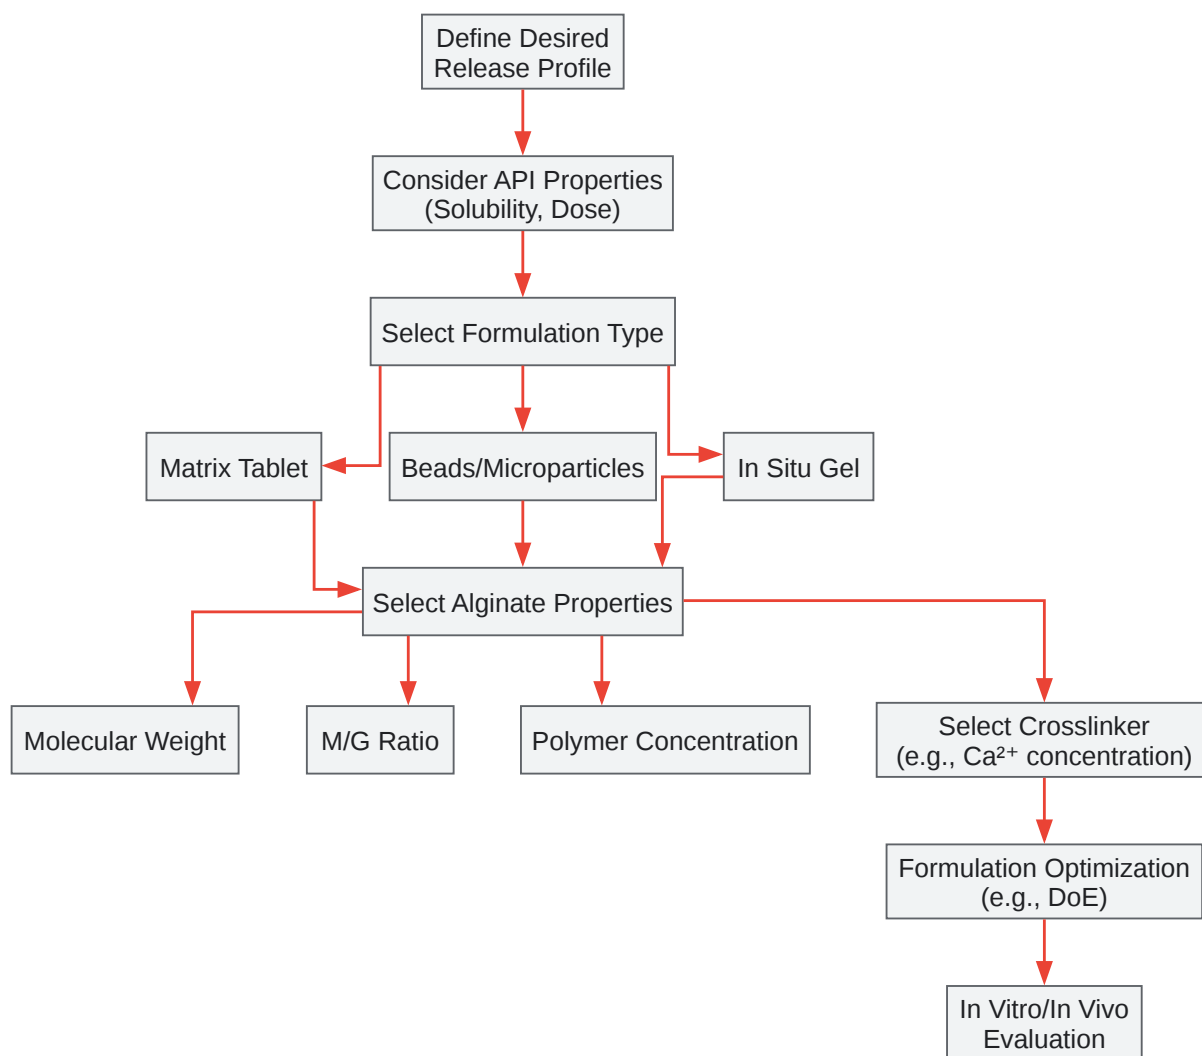 Define Desired
Release Profile
Consider API Properties
(Solubility, Dose)
Select Formulation Type
Matrix Tablet
Beads/Microparticles
In Situ Gel
Select Alginate Properties
Molecular Weight
M/G Ratio
Polymer Concentration
Select Crosslinker
(e.g., Ca²⁺ concentration)
Formulation Optimization
(e.g., DoE)
In Vitro/In Vivo
Evaluation